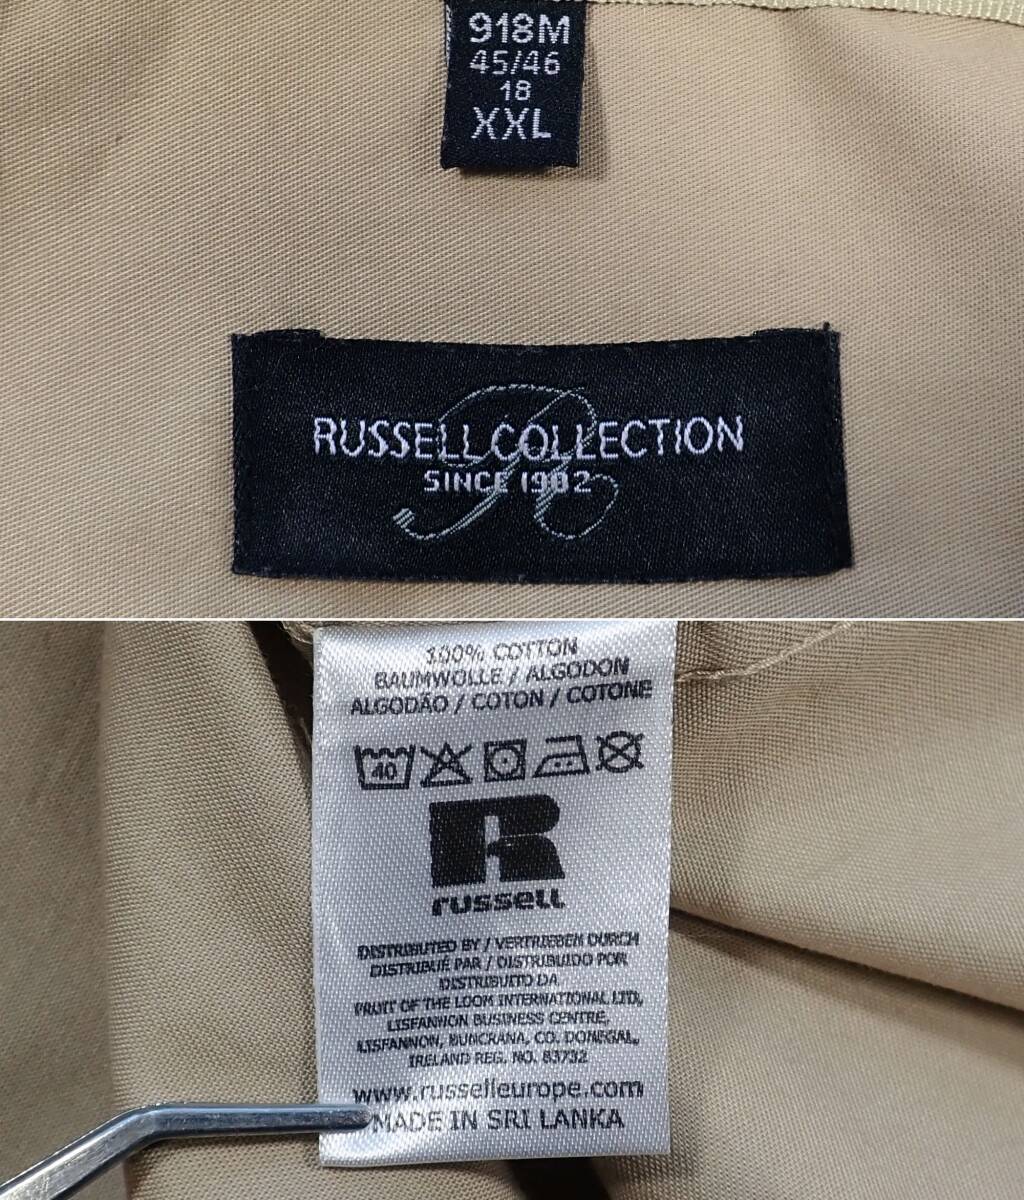 918M
45/46
18
XXL
RUSSELL COLLECTION
SINCE 1902
100% COTTON
BAUMWOLLE / ALGODON
ALGODÃO / COTON / COTONE
40
R
russell
DISTRIBUTED BY / VERTRIEBEN DURCH
DISTRIBUÉ PAR / DISTRIBUIDO POR
DISTRIBUITO DA
FRUIT OF THE LOOM INTERNATIONAL LTD,
LISFANNON BUSINESS CENTRE,
LISFANNON, BUNCRANA, CO. DONEGAL,
IRELAND REG. NO. 83732
www.russelleurope.com
MADE IN SRI LANKA